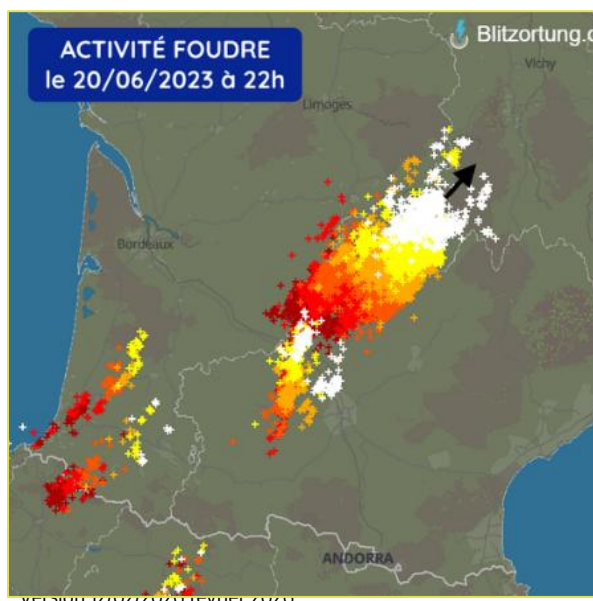 ACTIVITÉ FOUDRE
le 20/06/2023 à 22h
Blitzortung.
Vichy
Limoges
Bordeaux
ANDORRA